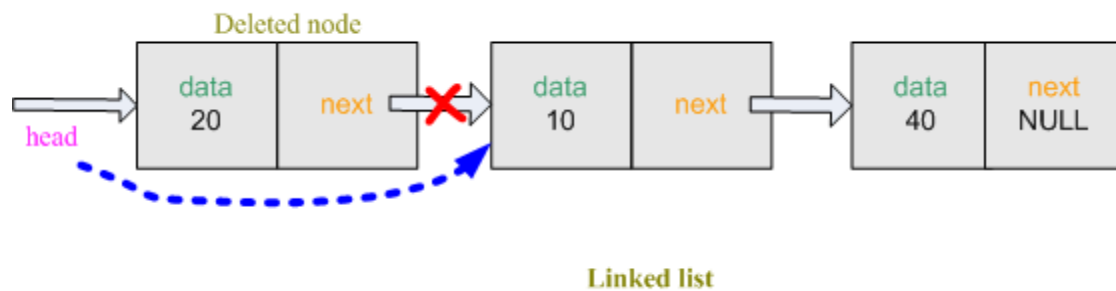 Deleted node
data
20
next
data
10
next
data
40
next
NULL
head
Linked list